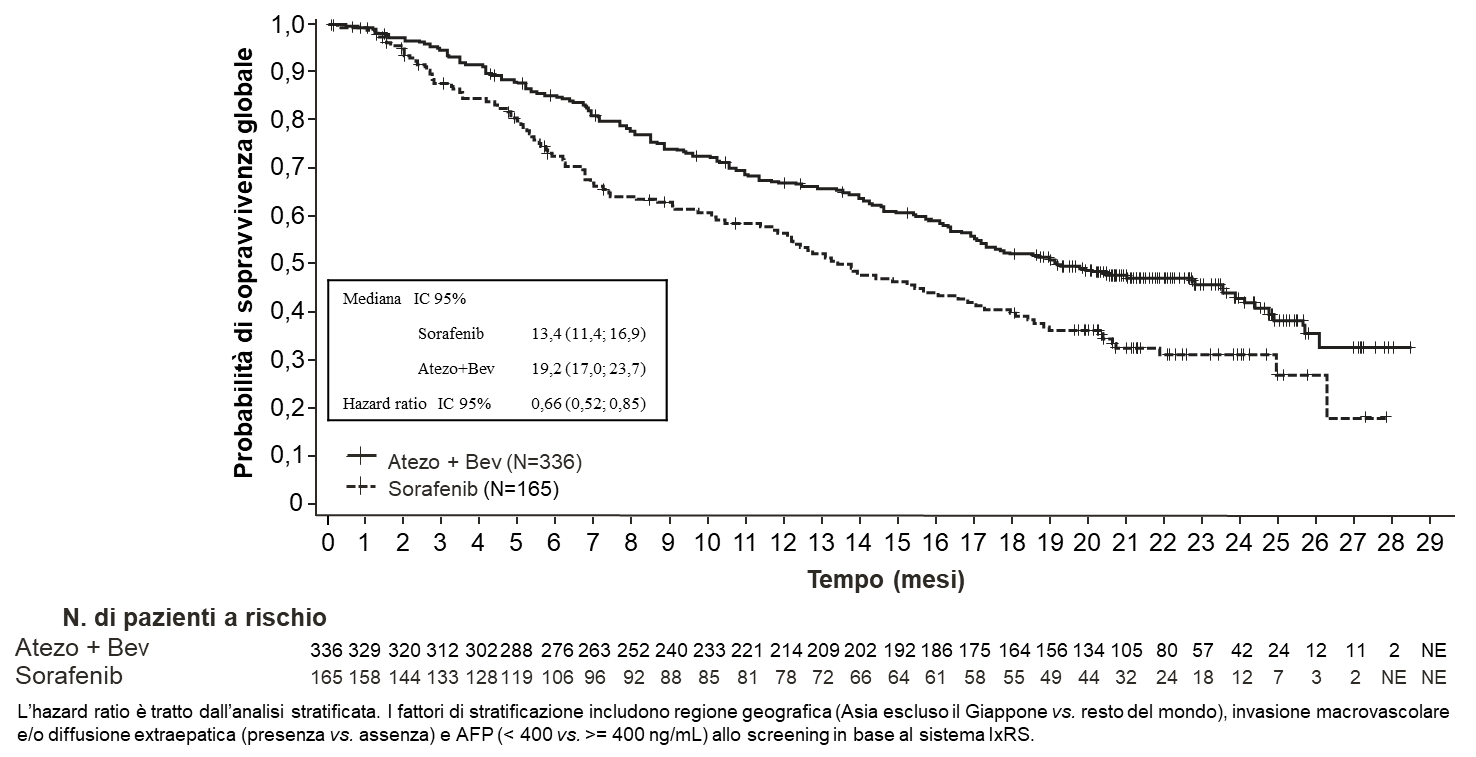 Probabilità di sopravvivenza globale
1,0
0,9
0,8
0,7
0,6
0,5
0,4
0,3
0,2
0,1
0
Mediana IC 95%
Sorafenib 13,4 (11,4; 16,9)
Atezo+Bev 19,2 (17,0; 23,7)
Hazard ratio IC 95% 0,66 (0,52; 0,85)
Atezo + Bev (N=336)
Sorafenib (N=165)
0 1 2 3 4 5 6 7 8 9 10 11 12 13 14 15 16 17 18 19 20 21 22 23 24 25 26 27 28 29
Tempo (mesi)
N. di pazienti a rischio
Atezo + Bev 336 329 320 312 302 288 276 263 252 240 233 221 214 209 202 192 186 175 164 156 134 105 80 57 42 24 12 11 2 NE
Sorafenib 165 158 144 133 128 119 106 96 92 88 85 81 78 72 66 64 61 58 55 49 44 32 24 18 12 7 3 2 NE NE
L'hazard ratio è tratto dall'analisi stratificata. I fattori di stratificazione includono regione geografica (Asia escluso il Giappone vs. resto del mondo), invasione macrovascolare
e/o diffusione extraepatica (presenza vs. assenza) e AFP (< 400 vs. >= 400 ng/mL) allo screening in base al sistema IxRS.